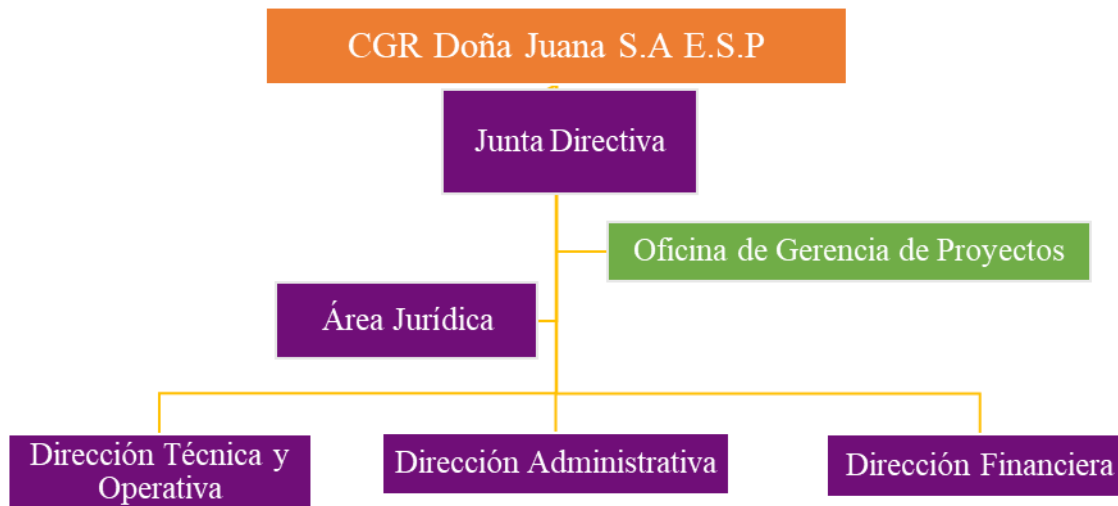 CGR Doña Juana S.A E.S.P
Junta Directiva
Oficina de Gerencia de Proyectos
Área Jurídica
Dirección Técnica y
Operativa
Dirección Administrativa
Dirección Financiera